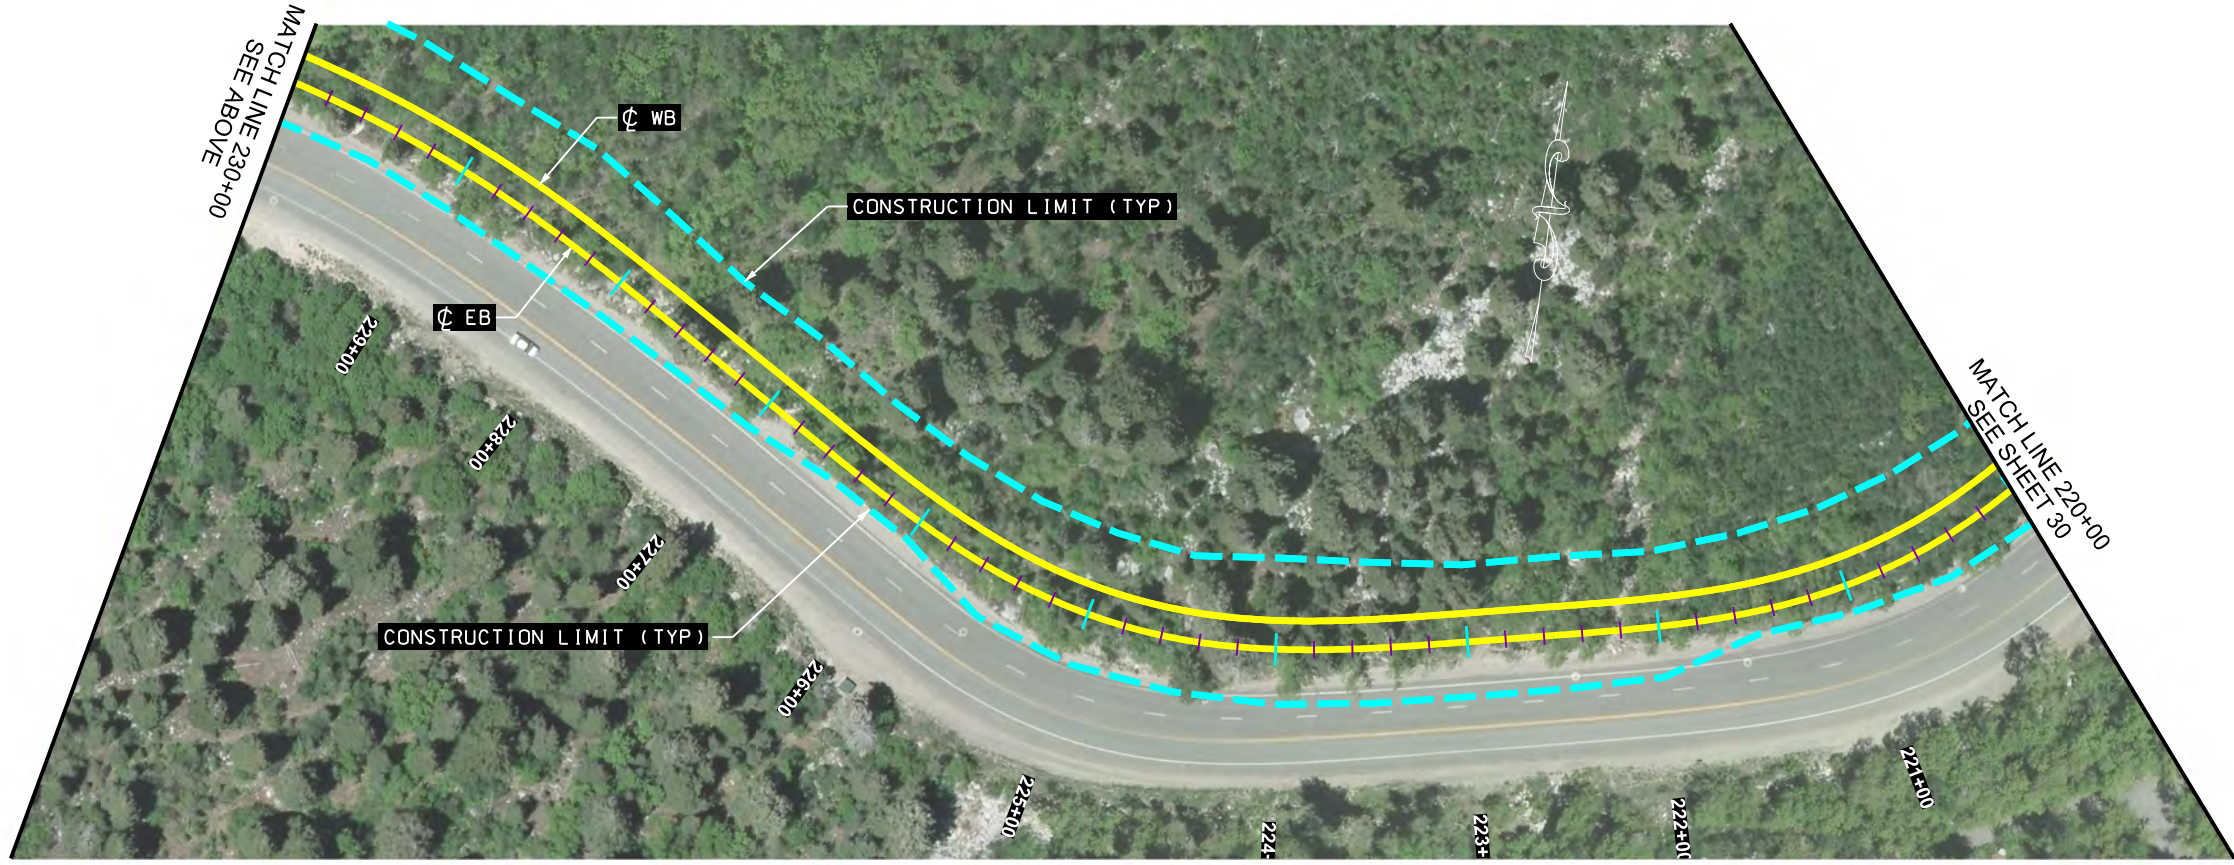 MATCH LINE 230+00
SEE ABOVE
℄ WB
CONSTRUCTION LIMIT (TYP)
℄ EB
CONSTRUCTION LIMIT (TYP)
MATCH LINE 220+00
SEE SHEET 30
229+00
228+00
227+00
226+00
225+00
224+
223+
222+00
221+00